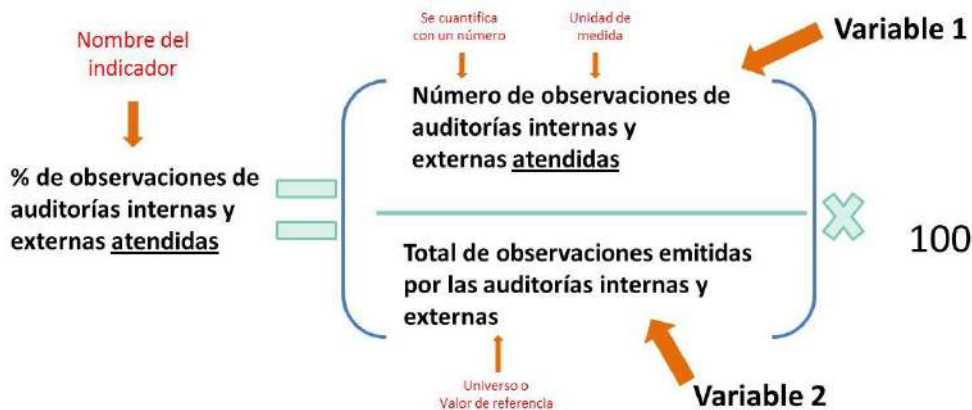 Nombre del
indicador
Se cuantifica
con un número
Unidad de
medida
Variable 1
% de observaciones de
auditorías internas y
externas atendidas
Número de observaciones de
auditorías internas y
externas atendidas
Total de observaciones emitidas
por las auditorías internas y
externas
100
Universo o
Valor de referencia
Variable 2